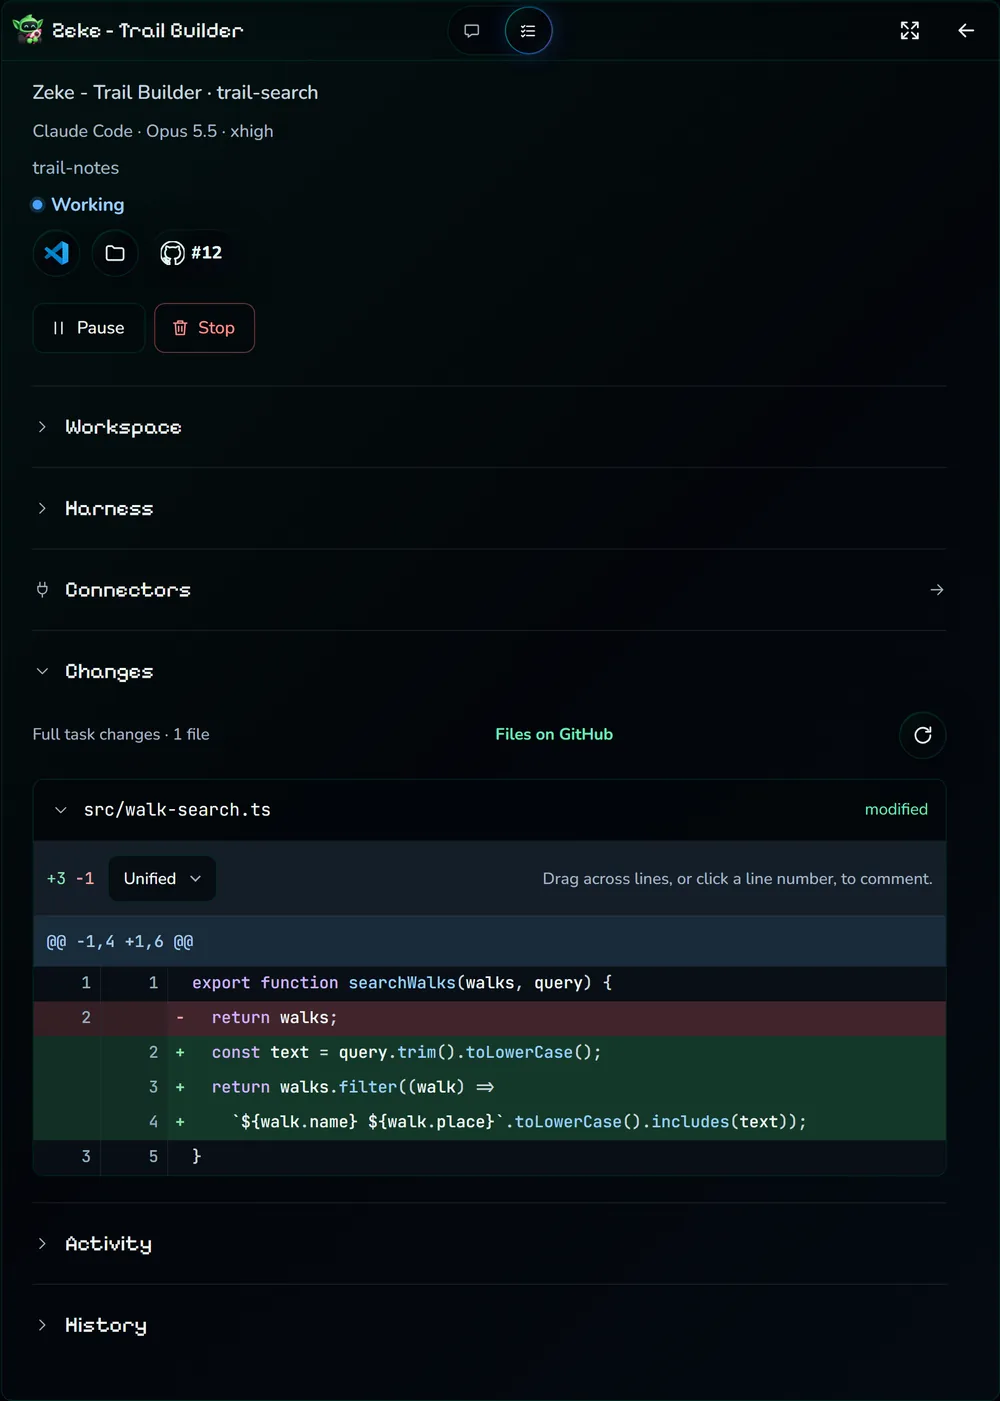 Zeke - Trail Builder
Zeke - Trail Builder · trail-search
Claude Code · Opus 5.5 · xhigh
trail-notes
Working
#12
Pause
Stop
Workspace
Harness
Connectors
Changes
Full task changes · 1 file
Files on GitHub
src/walk-search.ts
modified
+3 -1
Unified
Drag across lines, or click a line number, to comment.
@@ -1,4 +1,6 @@
1 1 export function searchWalks(walks, query) {
2 - return walks;
2 + const text = query.trim().toLowerCase();
3 + return walks.filter((walk) =>
4 + `${walk.name} ${walk.place}`.toLowerCase().includes(text));
3 5 }
Activity
History